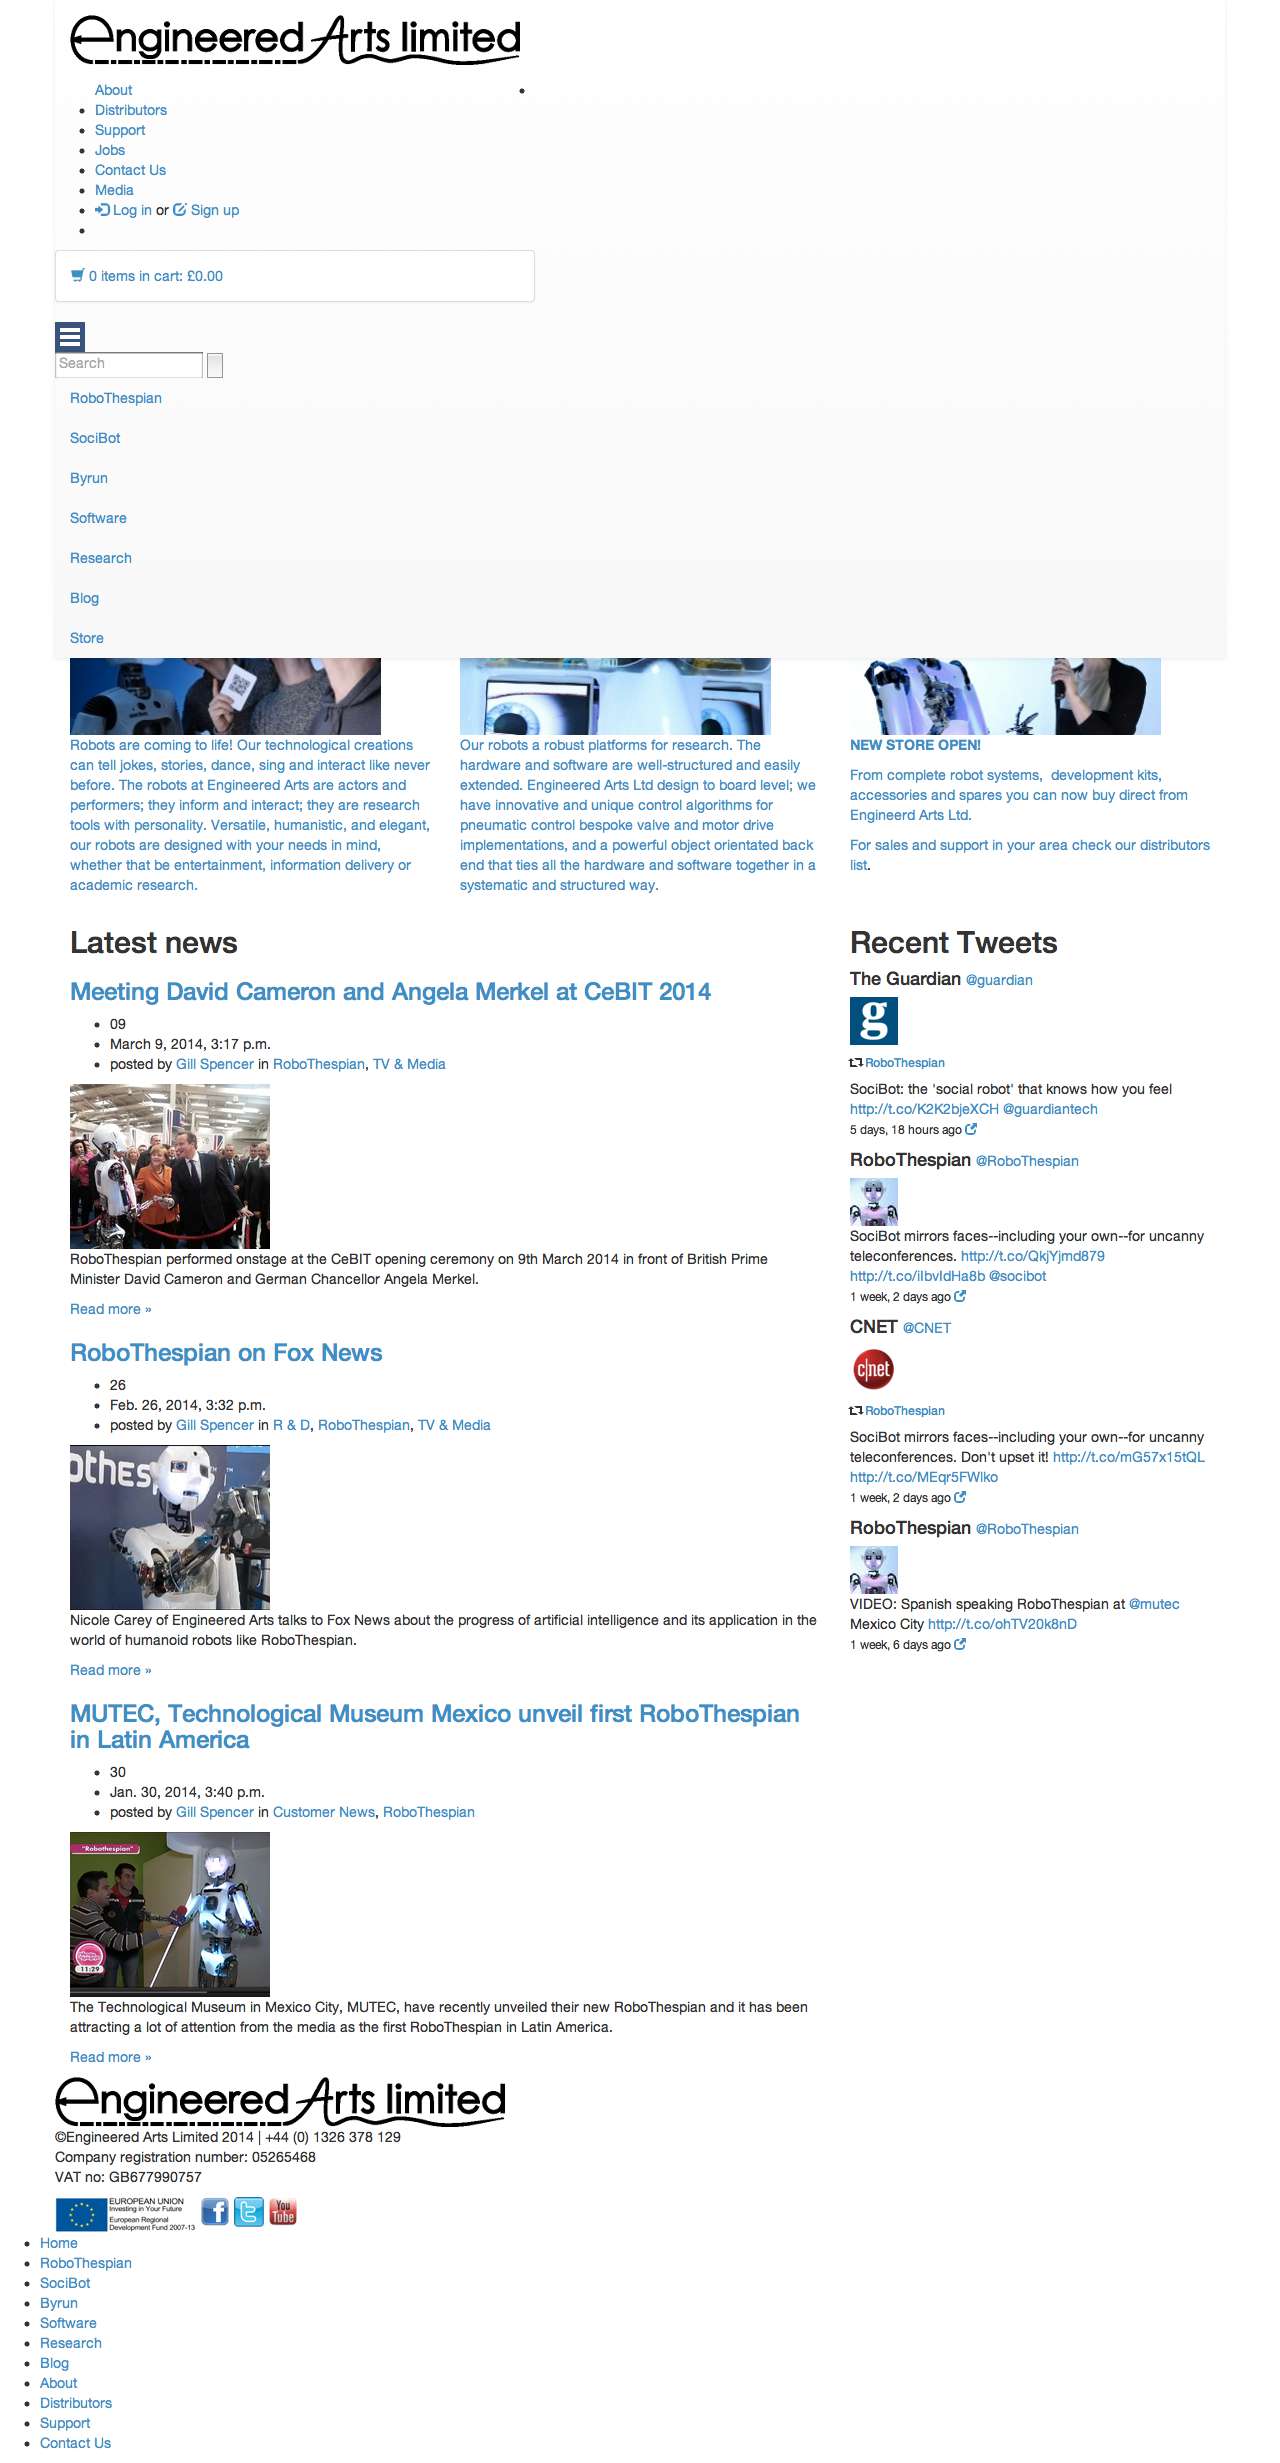 engineered Arts limited
About
Distributors
Support
Jobs
Contact Us
Media
Log in or Sign up
0 items in cart: £0.00
Search
RoboThespian
SociBot
Byrun
Software
Research
Blog
Store
Robots are coming to life! Our technological creations
can tell jokes, stories, dance, sing and interact like never
before. The robots at Engineered Arts are actors and
performers; they inform and interact; they are research
tools with personality. Versatile, humanistic, and elegant,
our robots are designed with your needs in mind,
whether that be entertainment, information delivery or
academic research.
Our robots a robust platforms for research. The
hardware and software are well-structured and easily
extended. Engineered Arts Ltd design to board level; we
have innovative and unique control algorithms for
pneumatic control bespoke valve and motor drive
implementations, and a powerful object orientated back
end that ties all the hardware and software together in a
systematic and structured way.
NEW STORE OPEN!
From complete robot systems,  development kits,
accessories and spares you can now buy direct from
Engineerd Arts Ltd.
For sales and support in your area check our distributors
list.
Latest news
Meeting David Cameron and Angela Merkel at CeBIT 2014
09
March 9, 2014, 3:17 p.m.
posted by Gill Spencer in RoboThespian, TV & Media
RoboThespian performed onstage at the CeBIT opening ceremony on 9th March 2014 in front of British Prime
Minister David Cameron and German Chancellor Angela Merkel.
Read more »
RoboThespian on Fox News
26
Feb. 26, 2014, 3:32 p.m.
posted by Gill Spencer in R & D, RoboThespian, TV & Media
othesp
Nicole Carey of Engineered Arts talks to Fox News about the progress of artificial intelligence and its application in the
world of humanoid robots like RoboThespian.
Read more »
MUTEC, Technological Museum Mexico unveil first RoboThespian
in Latin America
30
Jan. 30, 2014, 3:40 p.m.
posted by Gill Spencer in Customer News, RoboThespian
"Robothespian"
11:29
The Technological Museum in Mexico City, MUTEC, have recently unveiled their new RoboThespian and it has been
attracting a lot of attention from the media as the first RoboThespian in Latin America.
Read more »
Recent Tweets
The Guardian @guardian
g
RoboThespian
SociBot: the 'social robot' that knows how you feel
http://t.co/K2K2bjeXCH @guardiantech
5 days, 18 hours ago
RoboThespian @RoboThespian
SociBot mirrors faces--including your own--for uncanny
teleconferences. http://t.co/QkjYjmd879
http://t.co/iIbvIdHa8b @socibot
1 week, 2 days ago
CNET @CNET
c|net
RoboThespian
SociBot mirrors faces--including your own--for uncanny
teleconferences. Don't upset it! http://t.co/mG57x15tQL
http://t.co/MEqr5FWlko
1 week, 2 days ago
RoboThespian @RoboThespian
VIDEO: Spanish speaking RoboThespian at @mutec
Mexico City http://t.co/ohTV20k8nD
1 week, 6 days ago
engineered Arts limited
©Engineered Arts Limited 2014 | +44 (0) 1326 378 129
Company registration number: 05265468
VAT no: GB677990757
EUROPEAN UNION
Investing in Your Future
European Regional
Development Fund 2007-13
f
t
You
Tube
Home
RoboThespian
SociBot
Byrun
Software
Research
Blog
About
Distributors
Support
Contact Us